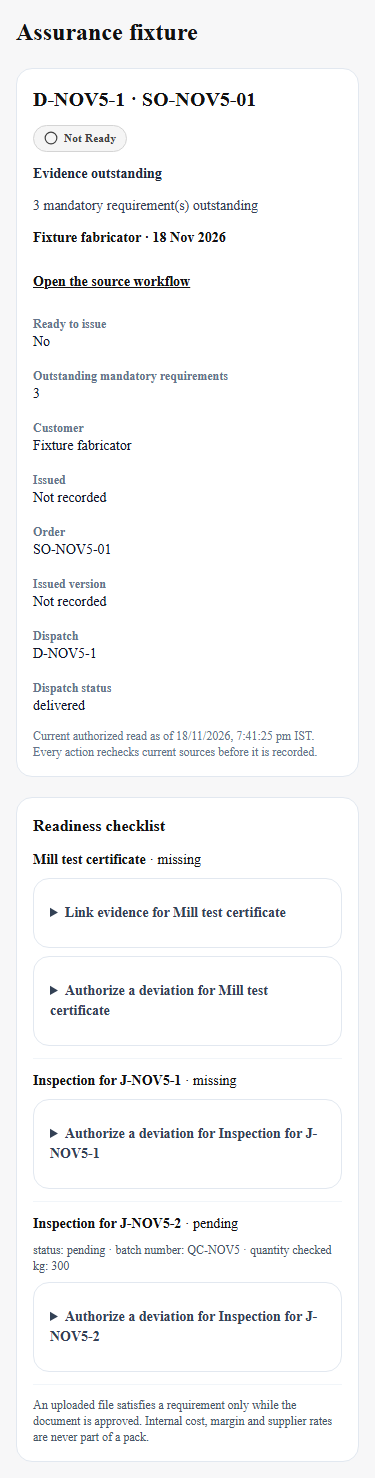 Assurance fixture
D-NOV5-1 · SO-NOV5-01
Not Ready
Evidence outstanding
3 mandatory requirement(s) outstanding
Fixture fabricator · 18 Nov 2026
Open the source workflow
Ready to issue
No
Outstanding mandatory requirements
3
Customer
Fixture fabricator
Issued
Not recorded
Order
SO-NOV5-01
Issued version
Not recorded
Dispatch
D-NOV5-1
Dispatch status
delivered
Current authorized read as of 18/11/2026, 7:41:25 pm IST.
Every action rechecks current sources before it is recorded.
Readiness checklist
Mill test certificate · missing
Link evidence for Mill test certificate
Authorize a deviation for Mill test
certificate
Inspection for J-NOV5-1 · missing
Authorize a deviation for Inspection for J-
NOV5-1
Inspection for J-NOV5-2 · pending
status: pending · batch number: QC-NOV5 · quantity checked
kg: 300
Authorize a deviation for Inspection for J-
NOV5-2
An uploaded file satisfies a requirement only while the
document is approved. Internal cost, margin and supplier rates
are never part of a pack.